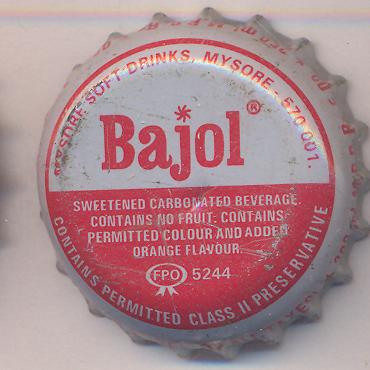 MYSORE SOFT DRINKS, MYSORE - 570 001.
Bajol®
SWEETENED CARBONATED BEVERAGE.
CONTAINS NO FRUIT. CONTAINS
PERMITTED COLOUR AND ADDED
ORANGE FLAVOUR
FPO 5244
CONTAINS PERMITTED CLASS II PRESERVATIVE